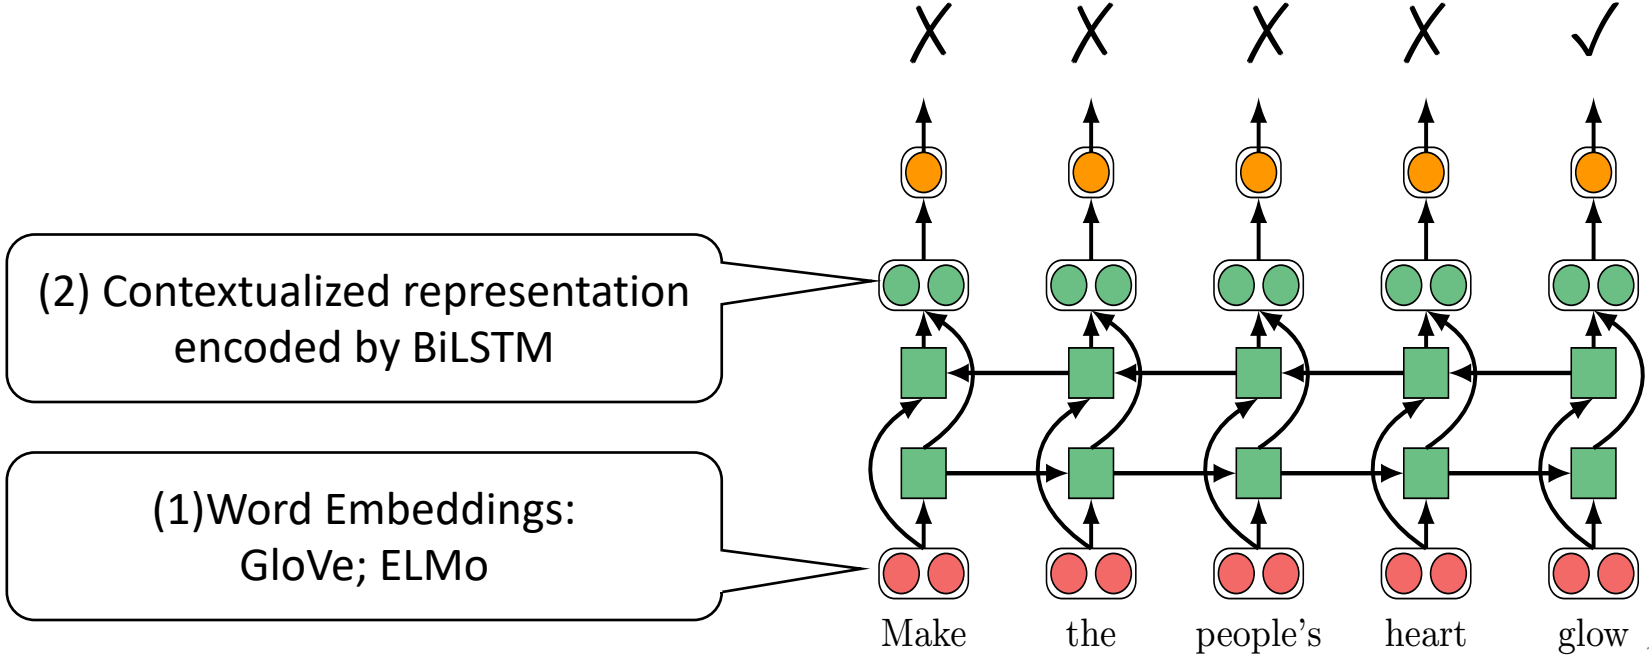 ✗ ✗ ✗ ✗ ✓
(2) Contextualized representation
encoded by BiLSTM
(1)Word Embeddings:
GloVe; ELMo
Make the people's heart glow